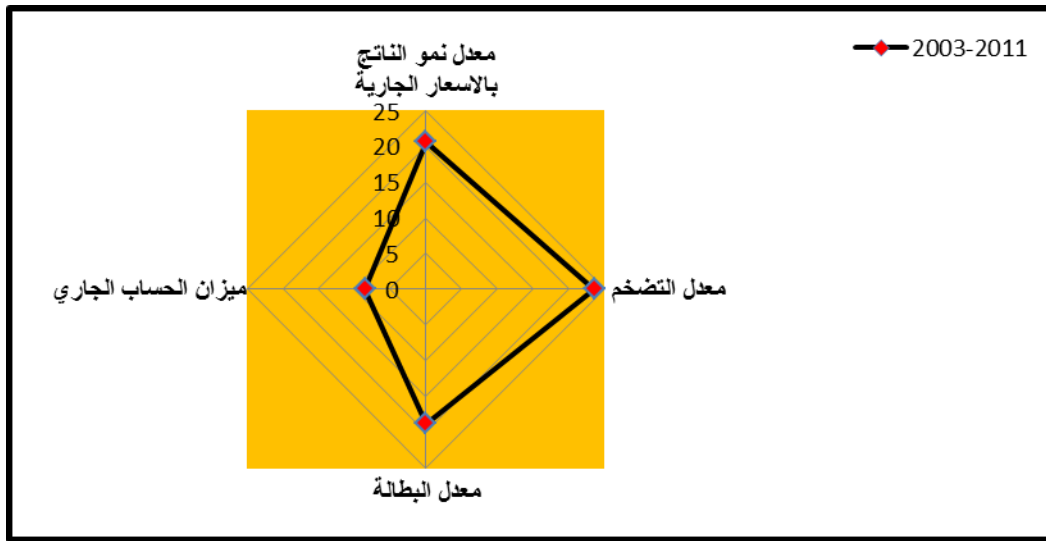 معدل نمو الناتج
بالاسعار الجارية
2003-2011
25
20
15
10
5
0
معدل التضخم
ميزان الحساب الجاري
معدل البطالة